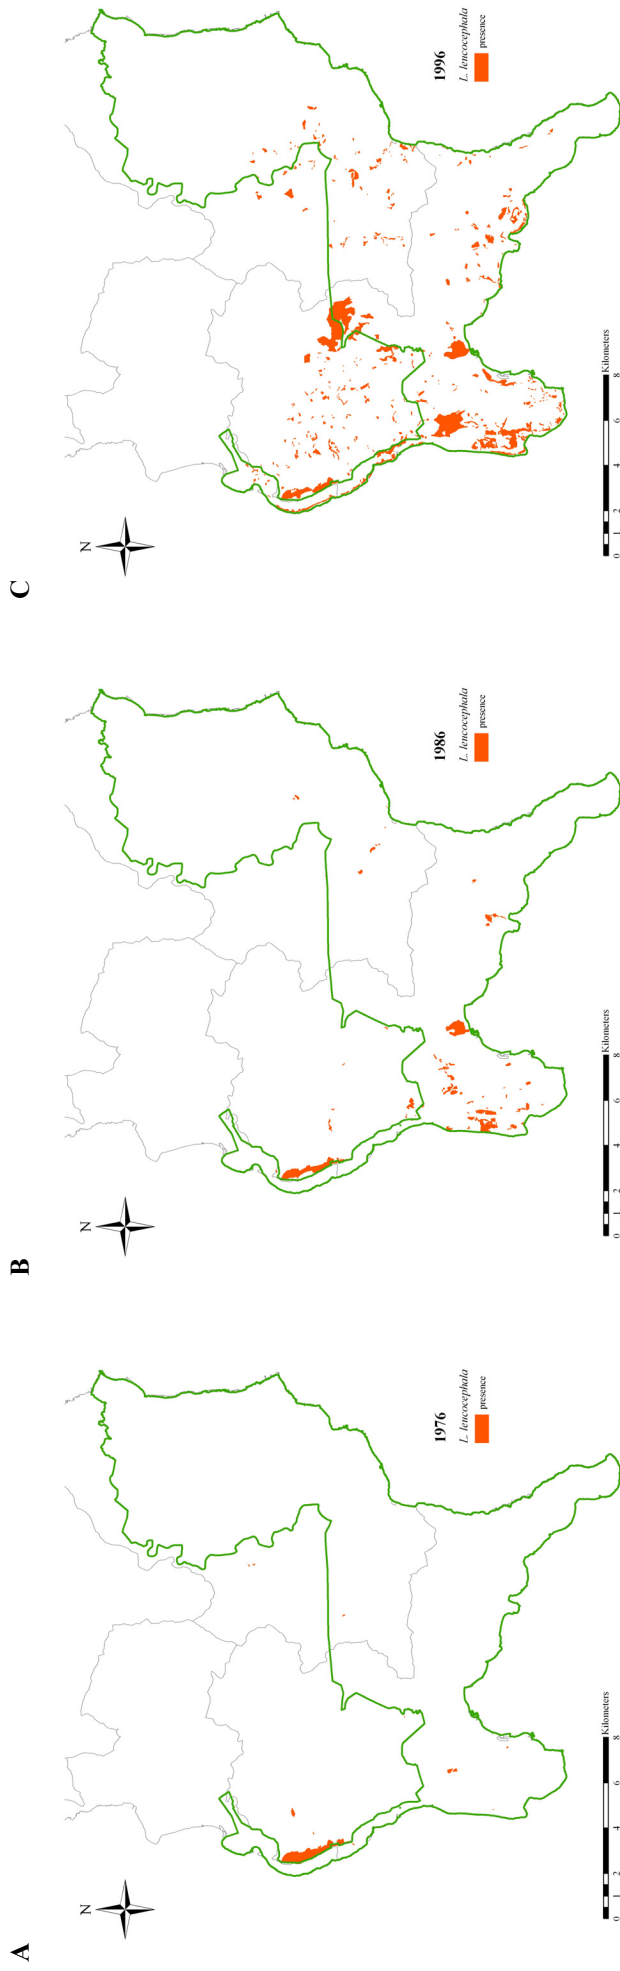 A
N
1976
L. leucocephala
presence
0 1 2 4 6 8
Kilometers
B
N
1986
L. leucocephala
presence
0 1 2 4 6 8
Kilometers
C
N
1996
L. leucocephala
presence
0 1 2 4 6 8
Kilometers